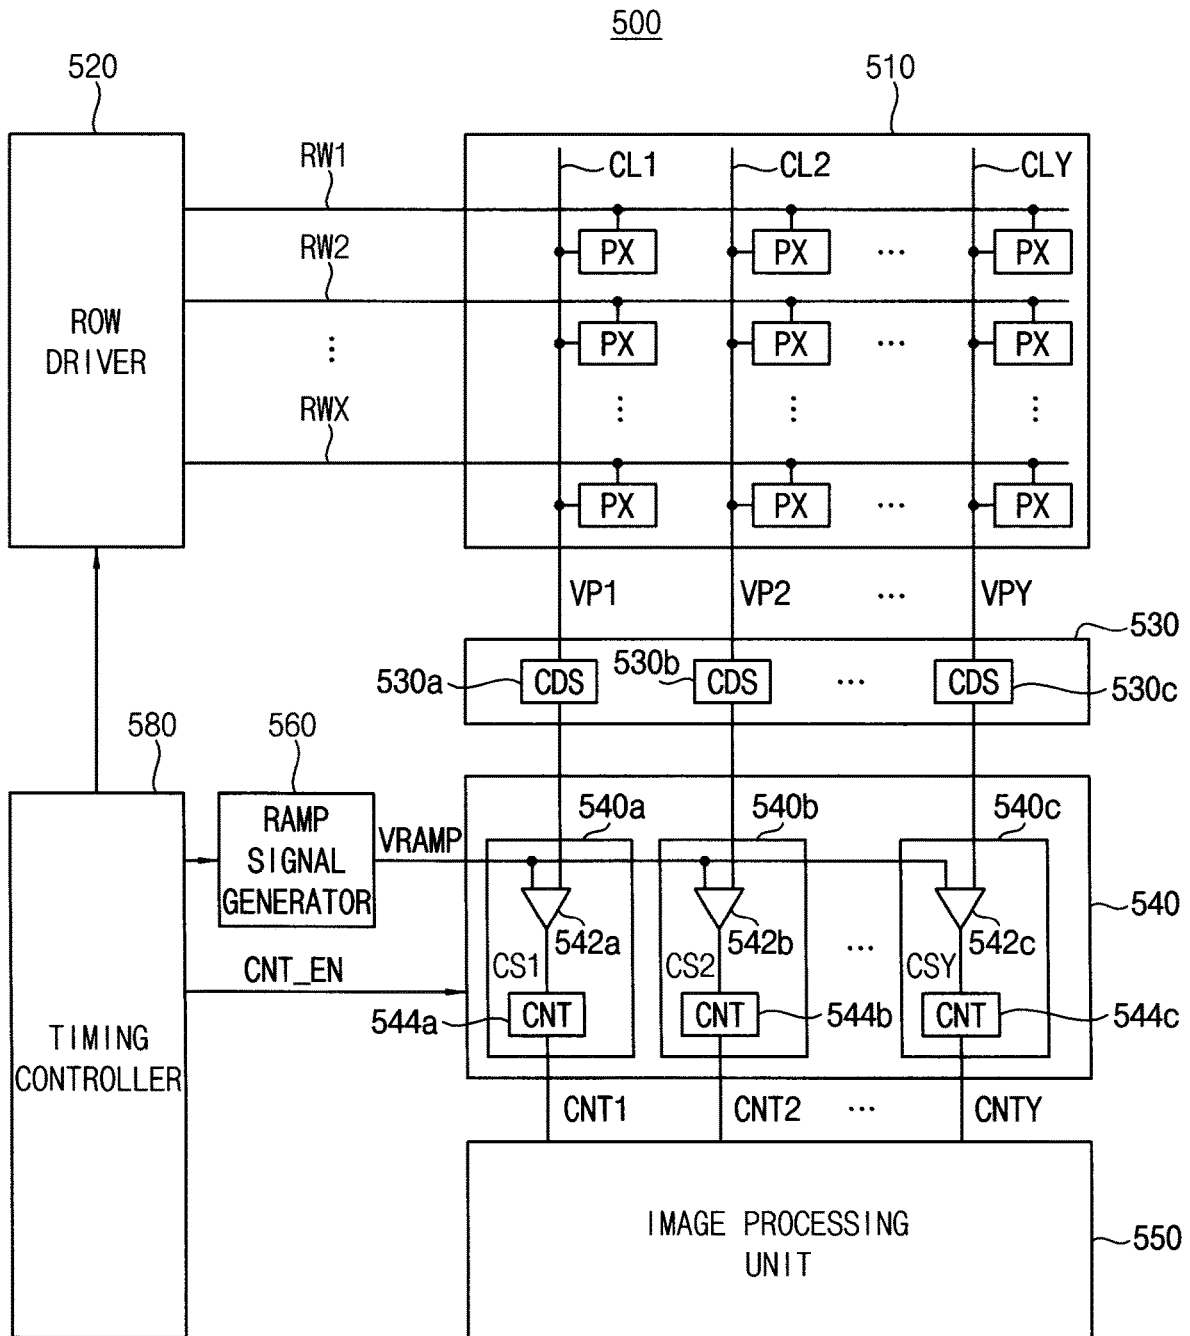 500
520
510
RW1
CL1
CL2
CLY
PX
PX
...
PX
RW2
ROW
DRIVER
PX
PX
...
PX
...
...
...
...
RWX
PX
PX
...
PX
VP1
VP2
...
VPY
530
530a
CDS
530b
CDS
...
CDS
530c
580
560
RAMP
SIGNAL
GENERATOR
VRAMP
540a
540b
540c
540
542a
542b
...
542c
CNT_EN
CS1
CS2
CSY
544a
CNT
CNT
544b
CNT
544c
TIMING
CONTROLLER
CNT1
CNT2
...
CNTY
IMAGE PROCESSING
UNIT
550